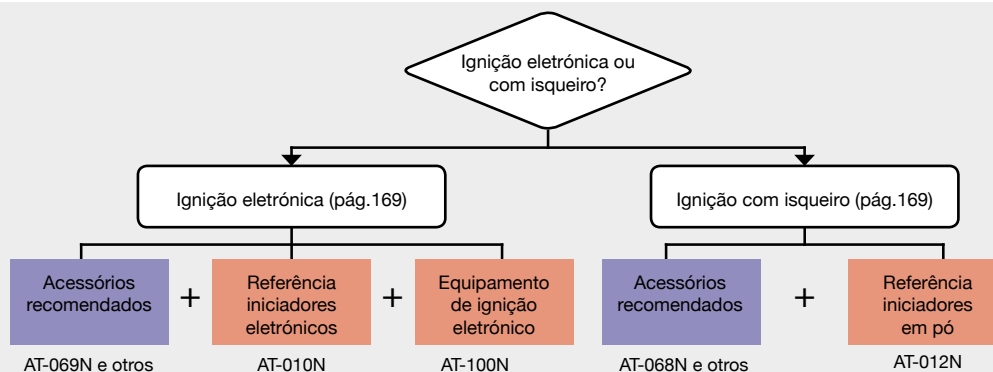 Ignição eletrónica ou
com isqueiro?
Ignição eletrónica (pág.169)
Ignição com isqueiro (pág.169)
Acessórios
recomendados
+
Referência
iniciadores
eletrónicos
+
Equipamento
de ignição
eletrónico
Acessórios
recomendados
+
Referência
iniciadores
em pó
AT-069N e otros
AT-010N
AT-100N
AT-068N e outros
AT-012N